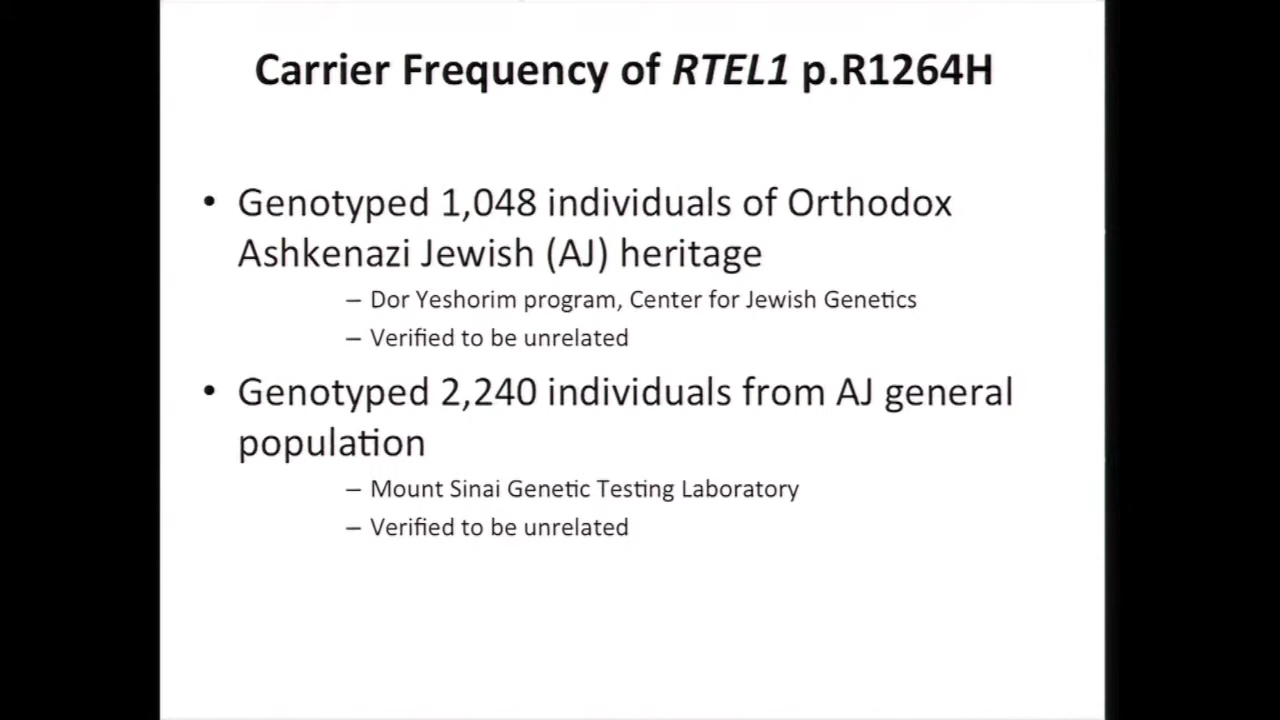 Carrier Frequency of RTEL1 p.R1264H
• Genotyped 1,048 individuals of Orthodox
Ashkenazi Jewish (AJ) heritage
– Dor Yeshorim program, Center for Jewish Genetics
– Verified to be unrelated
• Genotyped 2,240 individuals from AJ general
population
– Mount Sinai Genetic Testing Laboratory
– Verified to be unrelated